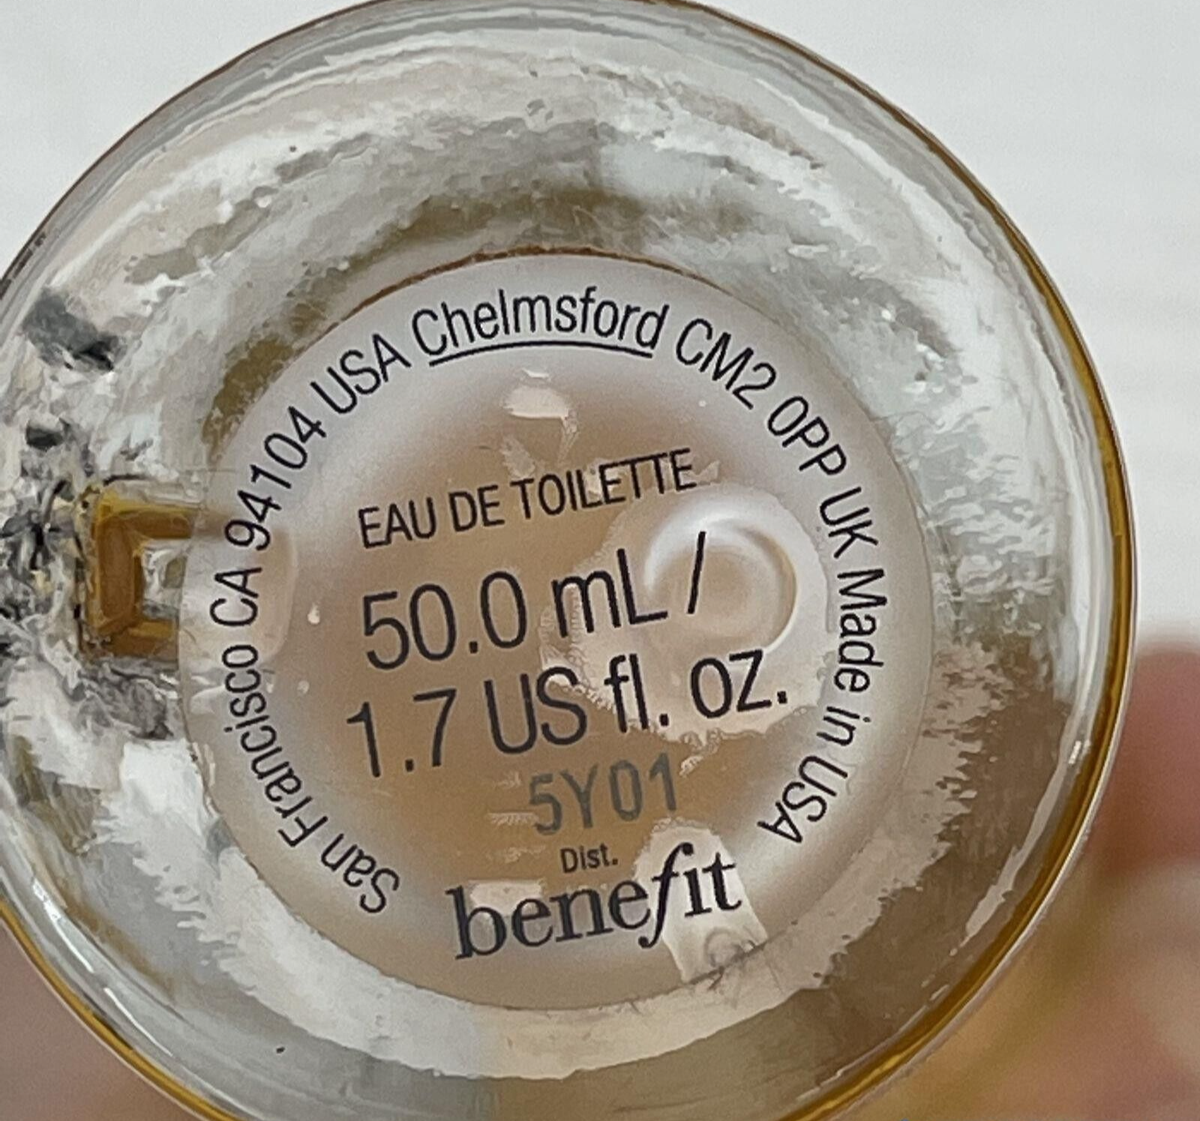 San Francisco CA 94104 USA Chelmsford CM2 0PP UK Made in USA
EAU DE TOILETTE
50.0 mL /
1.7 US fl. oz.
5Y01
Dist.
benefit